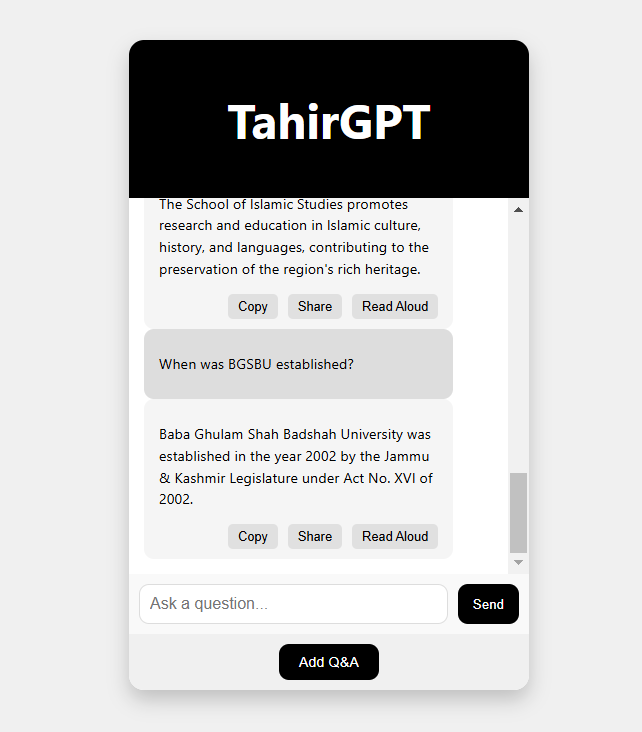 TahirGPT
The School of Islamic Studies promotes
research and education in Islamic culture,
history, and languages, contributing to the
preservation of the region's rich heritage.
Copy Share Read Aloud
When was BGSBU established?
Baba Ghulam Shah Badshah University was
established in the year 2002 by the Jammu
& Kashmir Legislature under Act No. XVI of
2002.
Copy Share Read Aloud
Ask a question... Send
Add Q&A